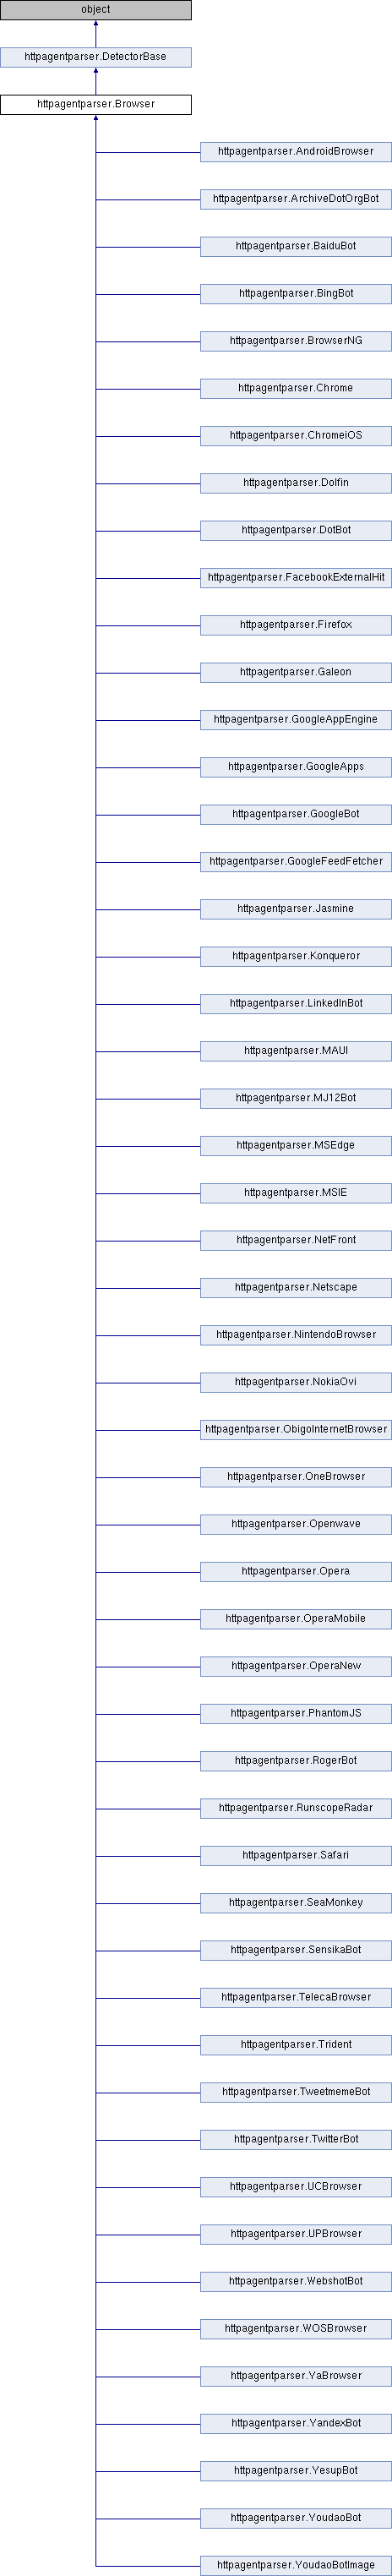 object
httpagentparser.DetectorBase
httpagentparser.Browser
httpagentparser.AndroidBrowser
httpagentparser.ArchiveDotOrgBot
httpagentparser.BaiduBot
httpagentparser.BingBot
httpagentparser.BrowserNG
httpagentparser.Chrome
httpagentparser.ChromeiOS
httpagentparser.Dolfin
httpagentparser.DotBot
httpagentparser.FacebookExternalHit
httpagentparser.Firefox
httpagentparser.Galeon
httpagentparser.GoogleAppEngine
httpagentparser.GoogleApps
httpagentparser.GoogleBot
httpagentparser.GoogleFeedFetcher
httpagentparser.Jasmine
httpagentparser.Konqueror
httpagentparser.LinkedInBot
httpagentparser.MAUI
httpagentparser.MJ12Bot
httpagentparser.MSEdge
httpagentparser.MSIE
httpagentparser.NetFront
httpagentparser.Netscape
httpagentparser.NintendoBrowser
httpagentparser.NokiaOvi
httpagentparser.ObigoInternetBrowser
httpagentparser.OneBrowser
httpagentparser.Openwave
httpagentparser.Opera
httpagentparser.OperaMobile
httpagentparser.OperaNew
httpagentparser.PhantomJS
httpagentparser.RogerBot
httpagentparser.RunscopeRadar
httpagentparser.Safari
httpagentparser.SeaMonkey
httpagentparser.SensikaBot
httpagentparser.TelecaBrowser
httpagentparser.Trident
httpagentparser.TweetmemeBot
httpagentparser.TwitterBot
httpagentparser.UCBrowser
httpagentparser.UPBrowser
httpagentparser.WebshotBot
httpagentparser.WOSBrowser
httpagentparser.YaBrowser
httpagentparser.YandexBot
httpagentparser.YesupBot
httpagentparser.YoudaoBot
httpagentparser.YoudaoBotImage